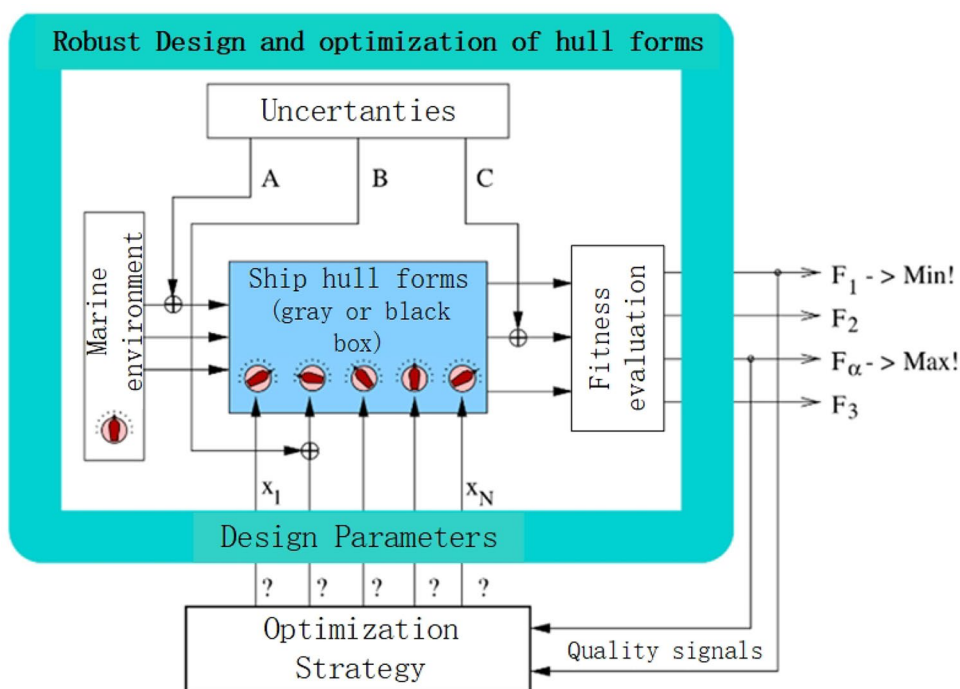 Robust Design and optimization of hull forms
Uncertanties
A
B
C
Marine
environment
Ship hull forms
(gray or black
box)
Fitness
evaluation
F1 -> Min!
F2
Fα -> Max!
F3
x1
xN
Design Parameters
? ? ? ? ?
Optimization
Strategy
Quality signals